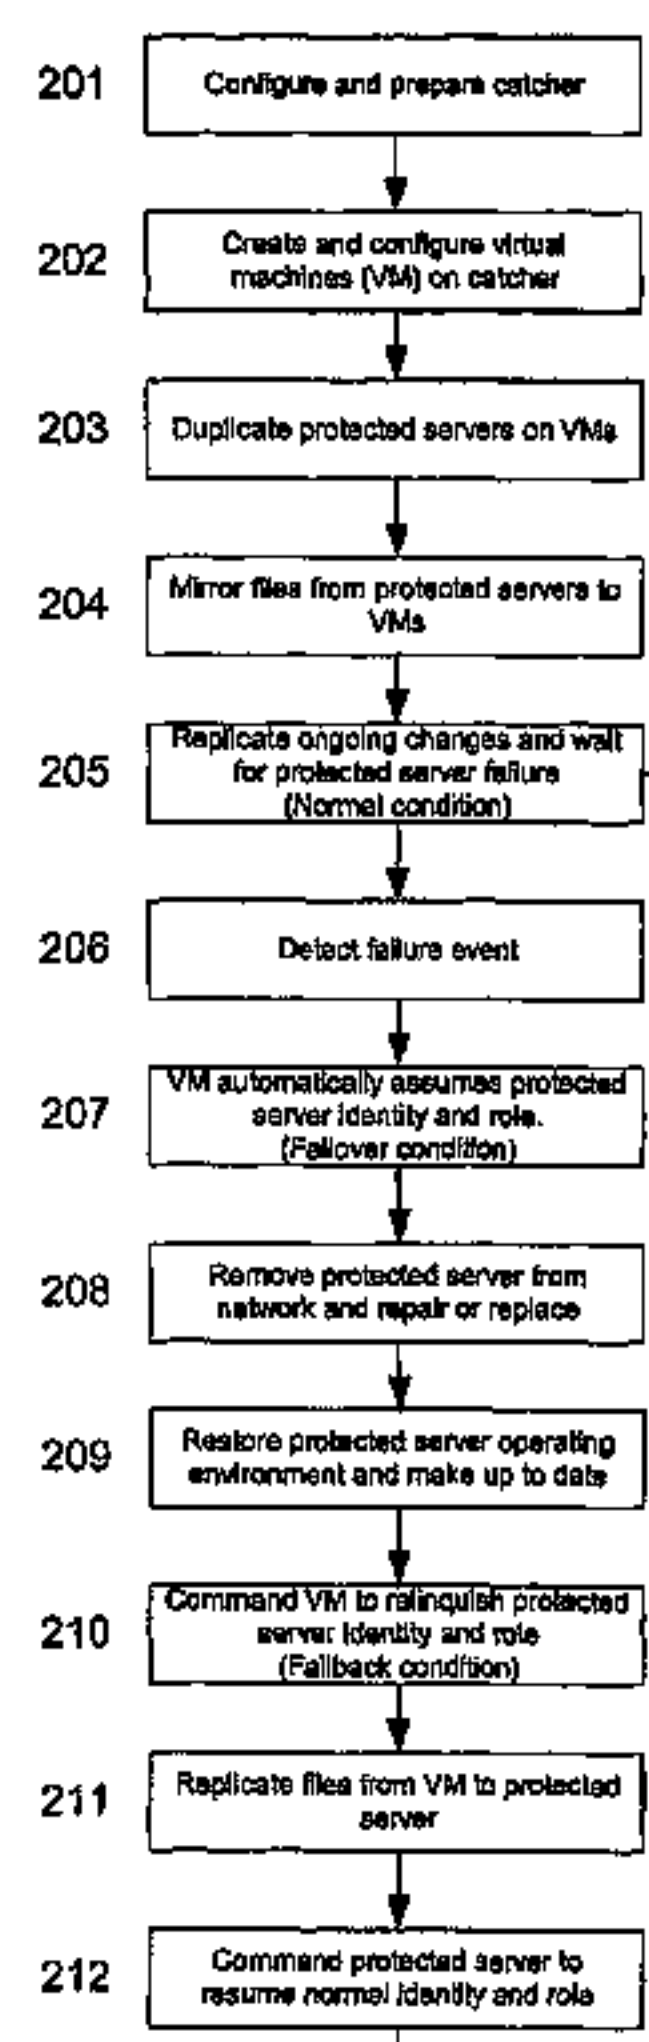 201
Configure and prepare catcher
202
Create and configure virtual
machines (VM) on catcher
203
Duplicate protected servers on VMs
204
Mirror files from protected servers to
VMs
205
Replicate ongoing changes and wait
for protected server failure
(Normal condition)
206
Detect failure event
207
VM automatically assumes protected
server identity and role.
(Failover condition)
208
Remove protected server from
network and repair or replace
209
Restore protected server operating
environment and make up to date
210
Command VM to relinquish protected
server identity and role
(Failback condition)
211
Replicate files from VM to protected
server
212
Command protected server to
resume normal identity and role